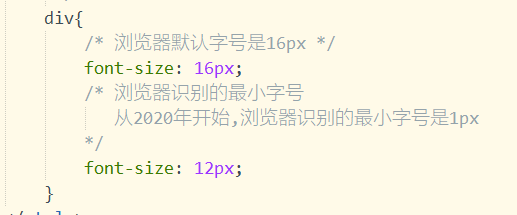 div{
/* 浏览器默认字号是16px */
font-size: 16px;
/* 浏览器识别的最小字号
从2020年开始,浏览器识别的最小字号是1px
*/
font-size: 12px;
}